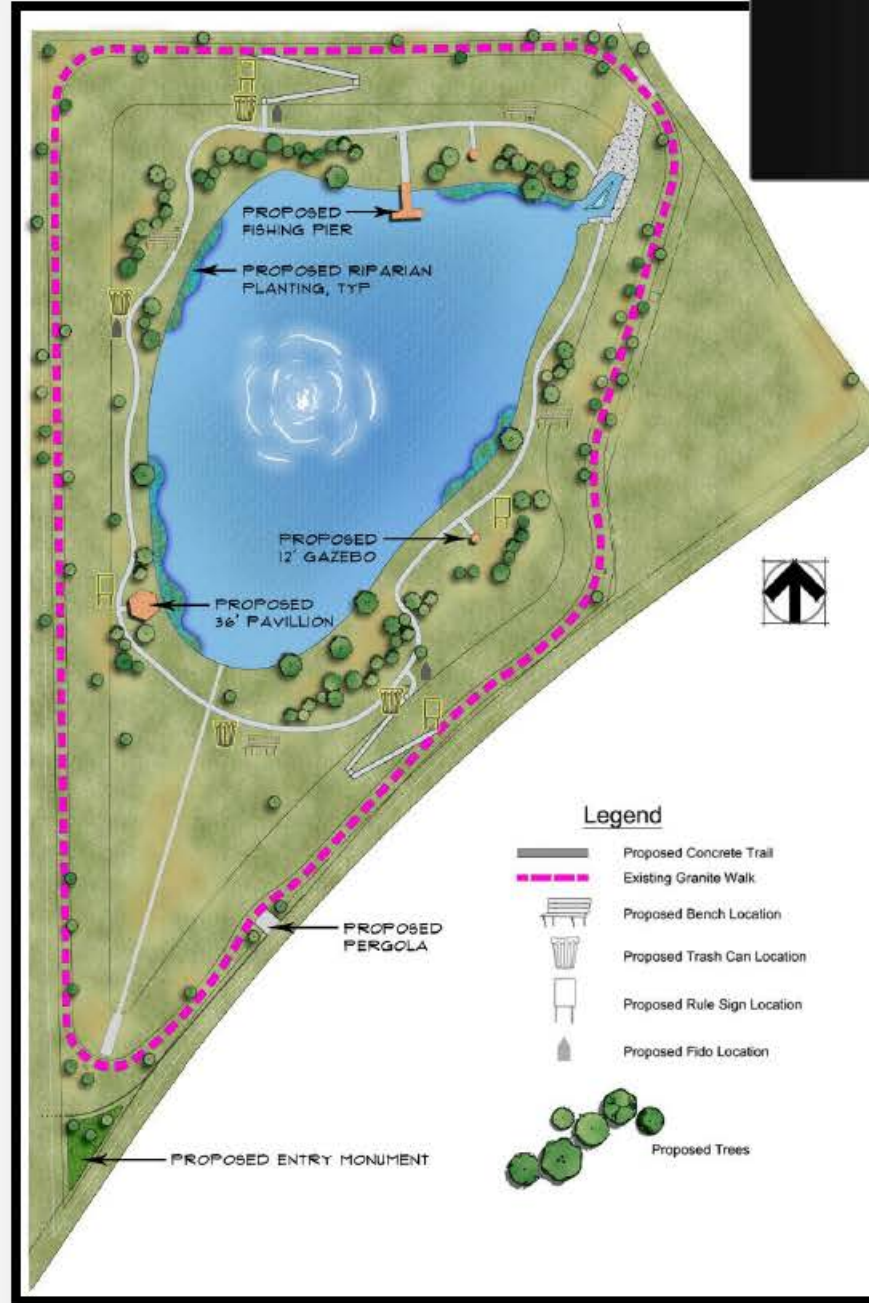 PROPOSED
FISHING PIER
PROPOSED RIPARIAN
PLANTING, TYP
PROPOSED
12' GAZEBO
PROPOSED
36' PAVILLION
PROPOSED
PERGOLA
PROPOSED ENTRY MONUMENT
Legend
Proposed Concrete Trail
Existing Granite Walk
Proposed Bench Location
Proposed Trash Can Location
Proposed Rule Sign Location
Proposed Fido Location
Proposed Trees